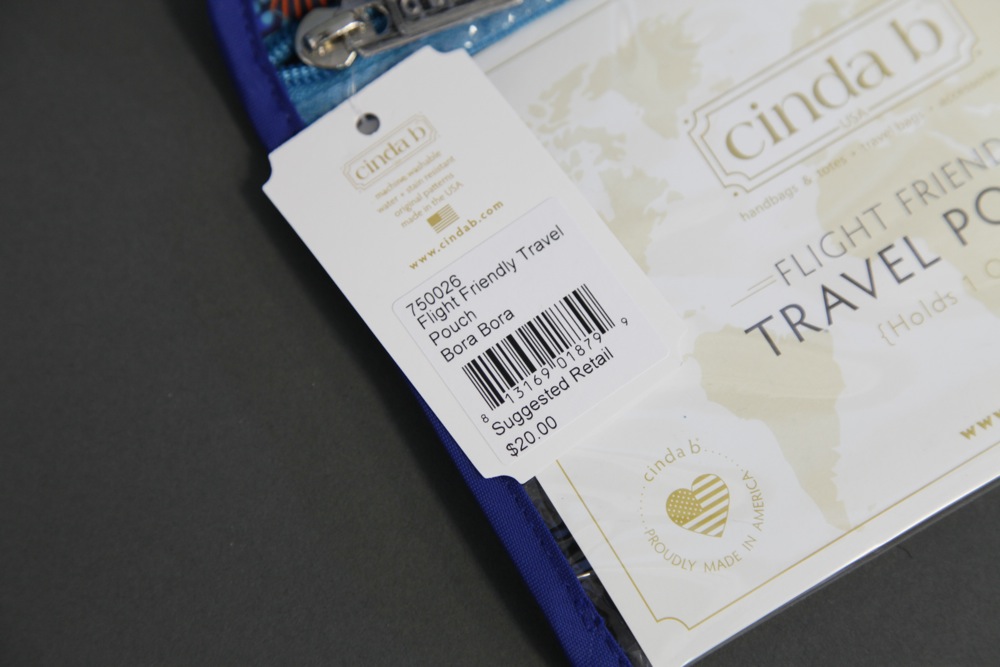 cinda b
machine washable
water + stain resistant
original patterns
made in the USA
www.cindab.com
750026
Flight Friendly Travel
Pouch
Bora Bora
8 13169 01879 9
Suggested Retail
$20.00
cinda b
USA
handbags & totes • travel bags •
FLIGHT
TRAVEL
{Holds 1
cinda b
PROUDLY MADE IN AMERICA